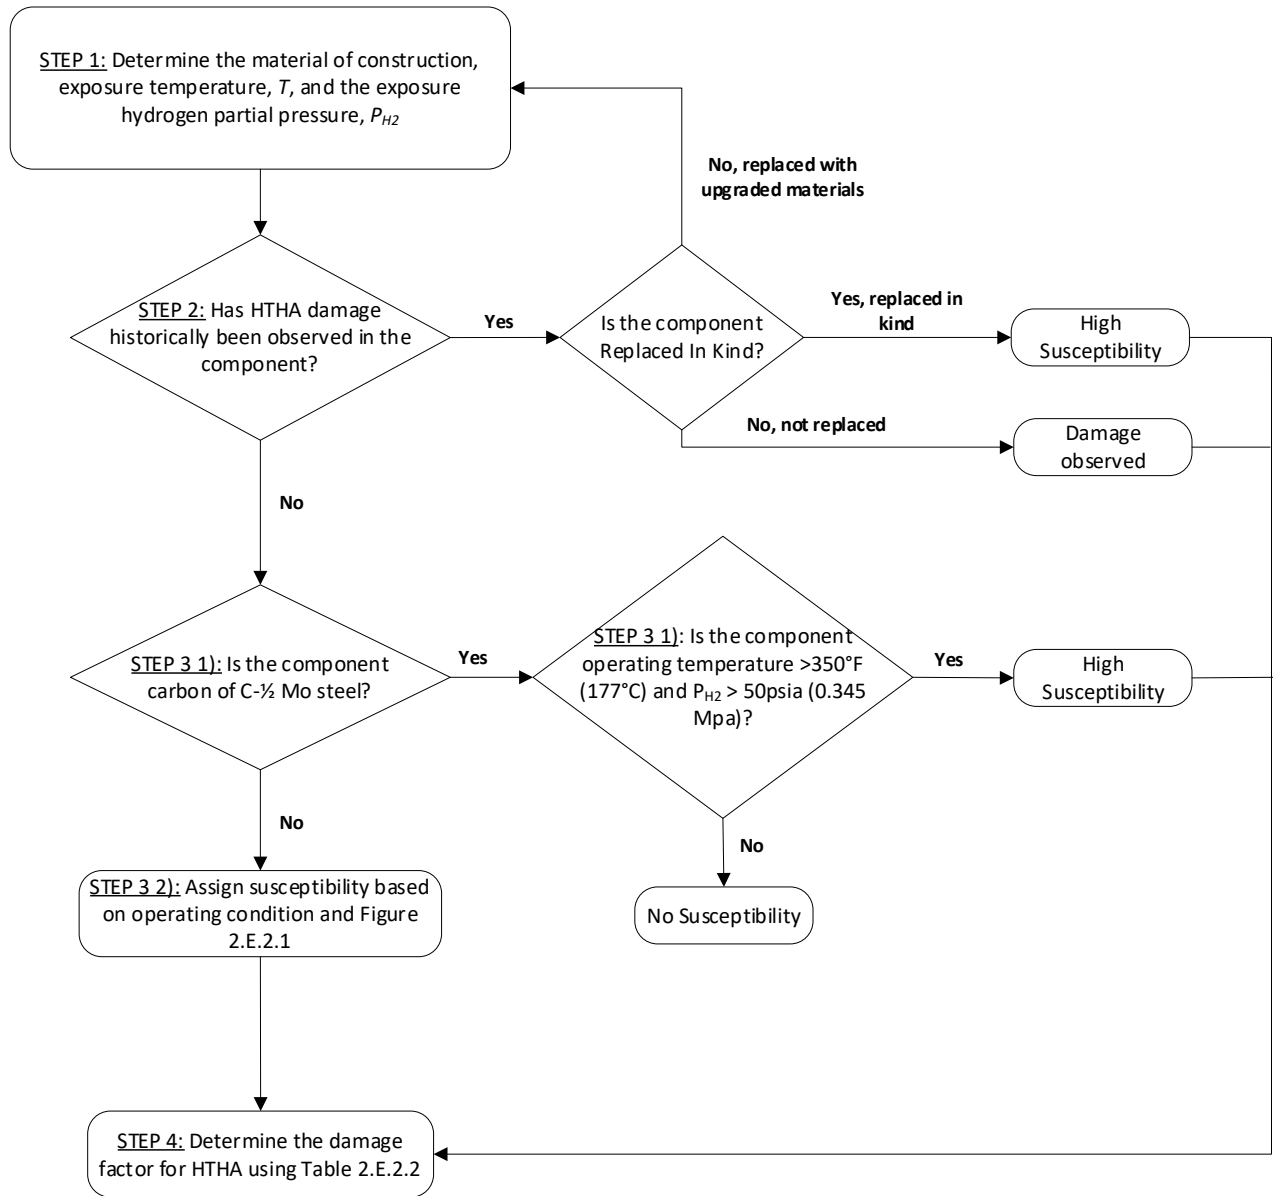 STEP 1: Determine the material of construction,
exposure temperature, T, and the exposure
hydrogen partial pressure, PH2
No, replaced with
upgraded materials
STEP 2: Has HTHA damage
historically been observed in the
component?
Yes
Is the component
Replaced In Kind?
Yes, replaced in
kind
High
Susceptibility
No, not replaced
Damage
observed
No
STEP 3 1): Is the component
carbon of C-½ Mo steel?
Yes
STEP 3 1): Is the component
operating temperature >350°F
(177°C) and PH2 > 50psia (0.345
Mpa)?
Yes
High
Susceptibility
No
No
STEP 3 2): Assign susceptibility based
on operating condition and Figure
2.E.2.1
No Susceptibility
STEP 4: Determine the damage
factor for HTHA using Table 2.E.2.2